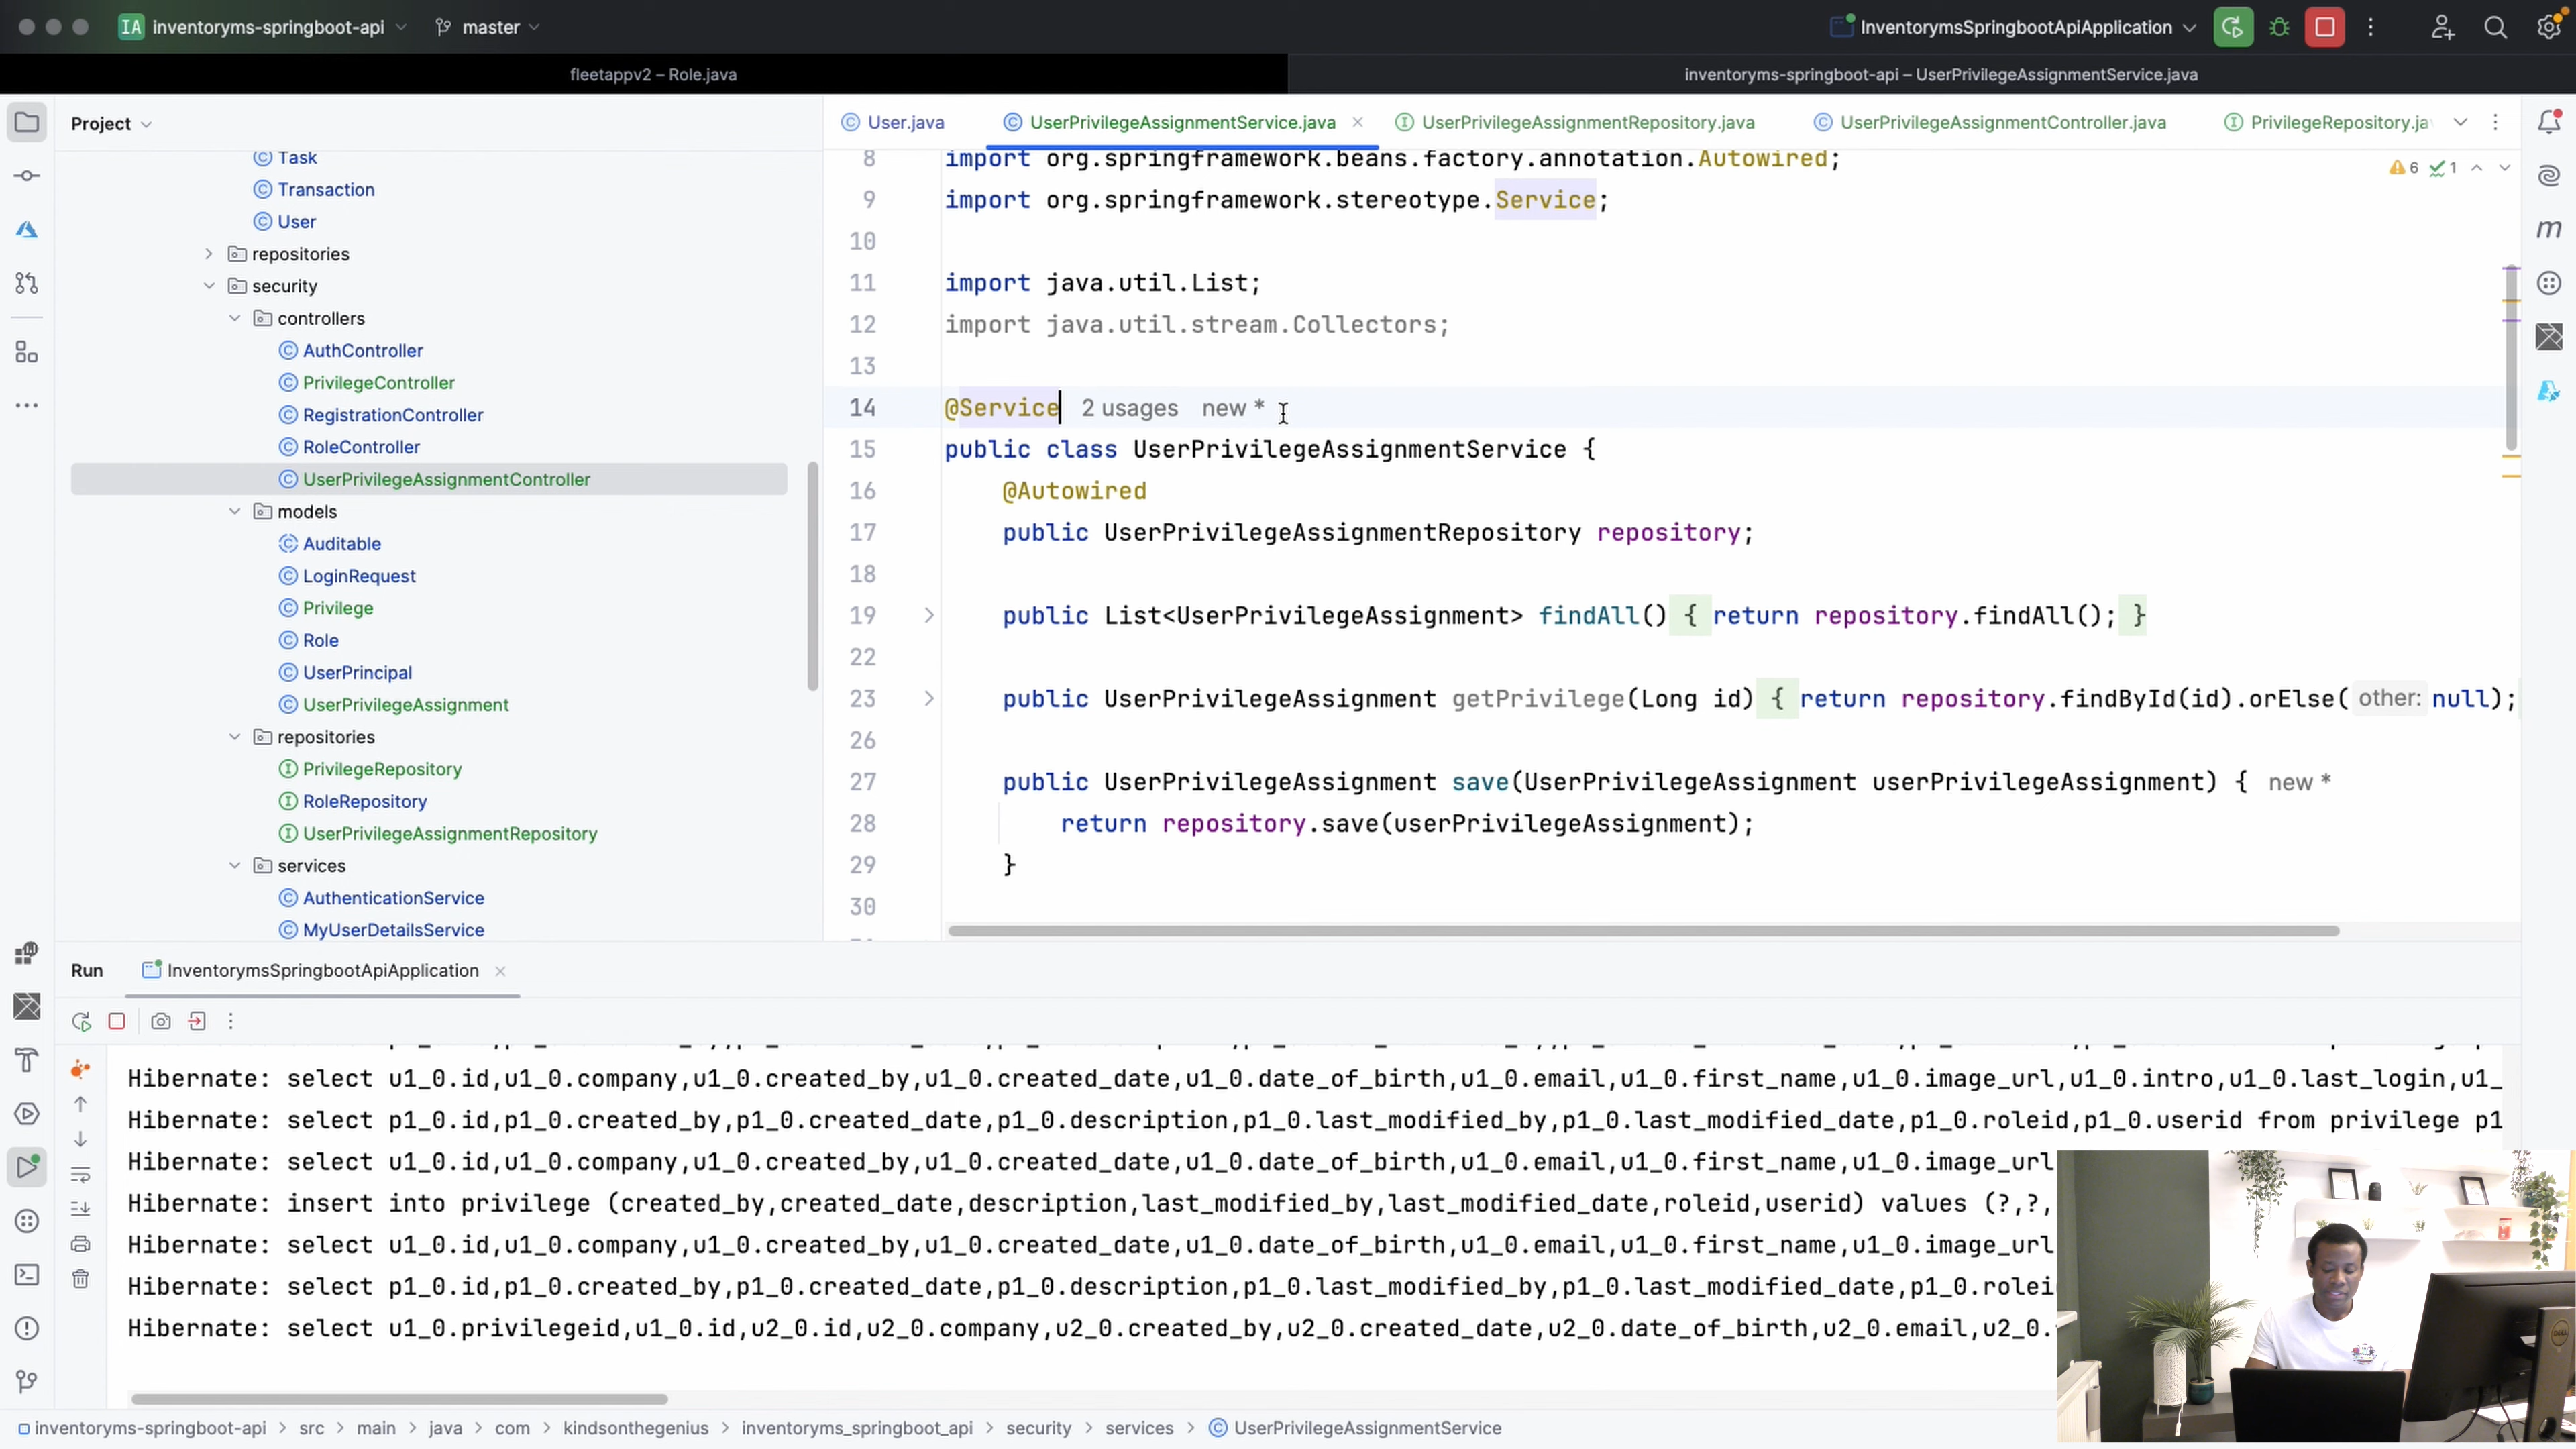 IA inventoryms-springboot-api master InventorymsSpringbootApiApplication
fleetappv2 – Role.java inventoryms-springboot-api – UserPrivilegeAssignmentService.java
Project
Task
Transaction
User
repositories
security
controllers
AuthController
PrivilegeController
RegistrationController
RoleController
UserPrivilegeAssignmentController
models
Auditable
LoginRequest
Privilege
Role
UserPrincipal
UserPrivilegeAssignment
repositories
PrivilegeRepository
RoleRepository
UserPrivilegeAssignmentRepository
services
AuthenticationService
MyUserDetailsService
User.java UserPrivilegeAssignmentService.java UserPrivilegeAssignmentRepository.java UserPrivilegeAssignmentController.java PrivilegeRepository.ja
6 1
8 import org.springframework.beans.factory.annotation.Autowired;
9 import org.springframework.stereotype.Service;
10
11 import java.util.List;
12 import java.util.stream.Collectors;
13
14 @Service 2 usages new *
15 public class UserPrivilegeAssignmentService {
16 @Autowired
17 public UserPrivilegeAssignmentRepository repository;
18
19 public List<UserPrivilegeAssignment> findAll() { return repository.findAll(); }
22
23 public UserPrivilegeAssignment getPrivilege(Long id) { return repository.findById(id).orElse( other: null);
26
27 public UserPrivilegeAssignment save(UserPrivilegeAssignment userPrivilegeAssignment) { new *
28 return repository.save(userPrivilegeAssignment);
29 }
30
Run InventorymsSpringbootApiApplication
Hibernate: select u1_0.id,u1_0.company,u1_0.created_by,u1_0.created_date,u1_0.date_of_birth,u1_0.email,u1_0.first_name,u1_0.image_url,u1_0.intro,u1_0.last_login,u1_
Hibernate: select p1_0.id,p1_0.created_by,p1_0.created_date,p1_0.description,p1_0.last_modified_by,p1_0.last_modified_date,p1_0.roleid,p1_0.userid from privilege p1
Hibernate: select u1_0.id,u1_0.company,u1_0.created_by,u1_0.created_date,u1_0.date_of_birth,u1_0.email,u1_0.first_name,u1_0.image_url
Hibernate: insert into privilege (created_by,created_date,description,last_modified_by,last_modified_date,roleid,userid) values (?,?,
Hibernate: select u1_0.id,u1_0.company,u1_0.created_by,u1_0.created_date,u1_0.date_of_birth,u1_0.email,u1_0.first_name,u1_0.image_url
Hibernate: select p1_0.id,p1_0.created_by,p1_0.created_date,p1_0.description,p1_0.last_modified_by,p1_0.last_modified_date,p1_0.rolei
Hibernate: select u1_0.privilegeid,u1_0.id,u2_0.id,u2_0.company,u2_0.created_by,u2_0.created_date,u2_0.date_of_birth,u2_0.email,u2_0.
inventoryms-springboot-api > src > main > java > com > kindsonthegenius > inventoryms_springboot_api > security > services > UserPrivilegeAssignmentService